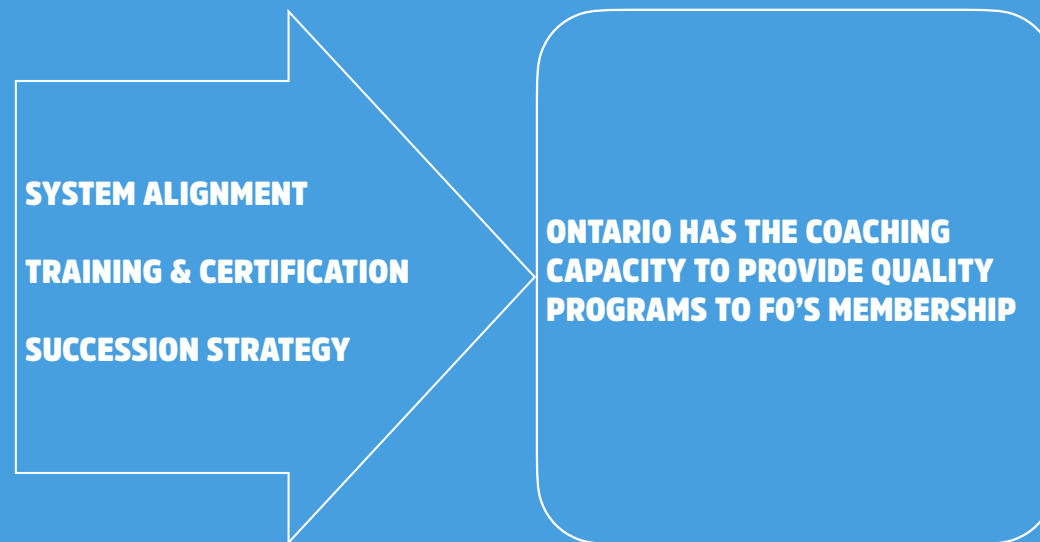 SYSTEM ALIGNMENT
TRAINING & CERTIFICATION
SUCCESSION STRATEGY
ONTARIO HAS THE COACHING
CAPACITY TO PROVIDE QUALITY
PROGRAMS TO FO’S MEMBERSHIP